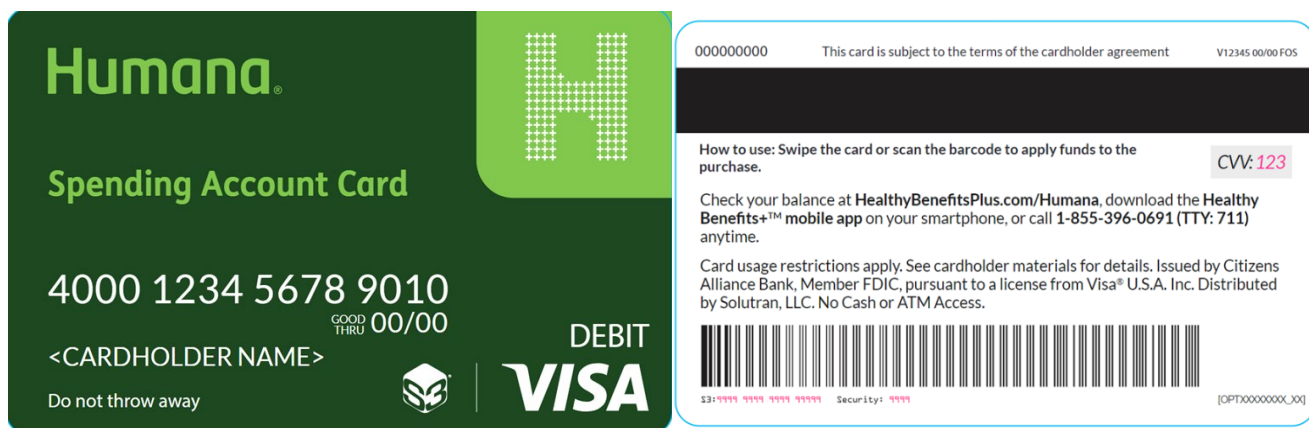 Humana®
Spending Account Card
4000 1234 5678 9010
GOOD THRU 00/00
<CARDHOLDER NAME>
Do not throw away
S3
DEBIT
VISA
000000000 This card is subject to the terms of the cardholder agreement V12345 00/00 FOS
How to use: Swipe the card or scan the barcode to apply funds to the
purchase.
CVV: 123
Check your balance at HealthyBenefitsPlus.com/Humana, download the Healthy
Benefits+™ mobile app on your smartphone, or call 1-855-396-0691 (TTY: 711)
anytime.
Card usage restrictions apply. See cardholder materials for details. Issued by Citizens
Alliance Bank, Member FDIC, pursuant to a license from Visa® U.S.A. Inc. Distributed
by Solutran, LLC. No Cash or ATM Access.
S3:9999 9999 9999 99999 Security: 9999 [OPTXXXXXXXX_XX]